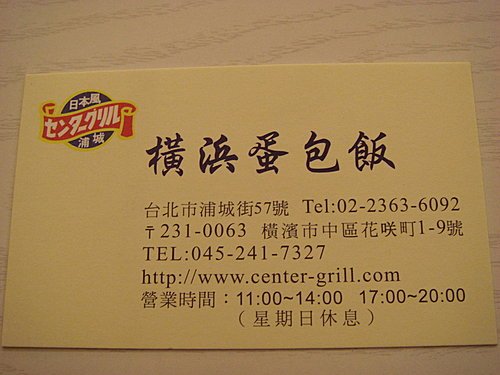 日本風
センターグリル
浦城
橫浜蛋包飯
台北市浦城街57號 Tel:02-2363-6092
〒231-0063 橫濱市中區花咲町1-9號
TEL:045-241-7327
http://www.center-grill.com
營業時間：11:00~14:00 17:00~20:00
（星期日休息）